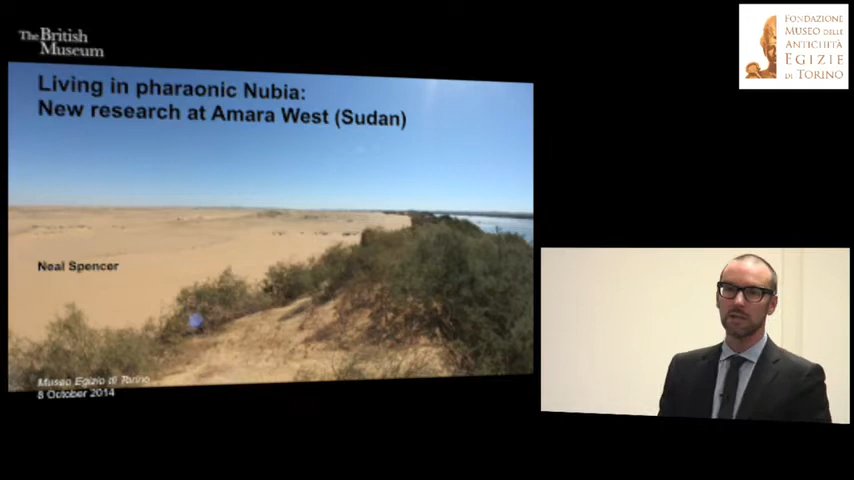 The British
Museum
Living in pharaonic Nubia:
New research at Amara West (Sudan)
Neal Spencer
Museo Egizio di Torino
8 October 2014
FONDAZIONE
MUSEO DELLE
ANTICHITÀ
EGIZIE
DI TORINO